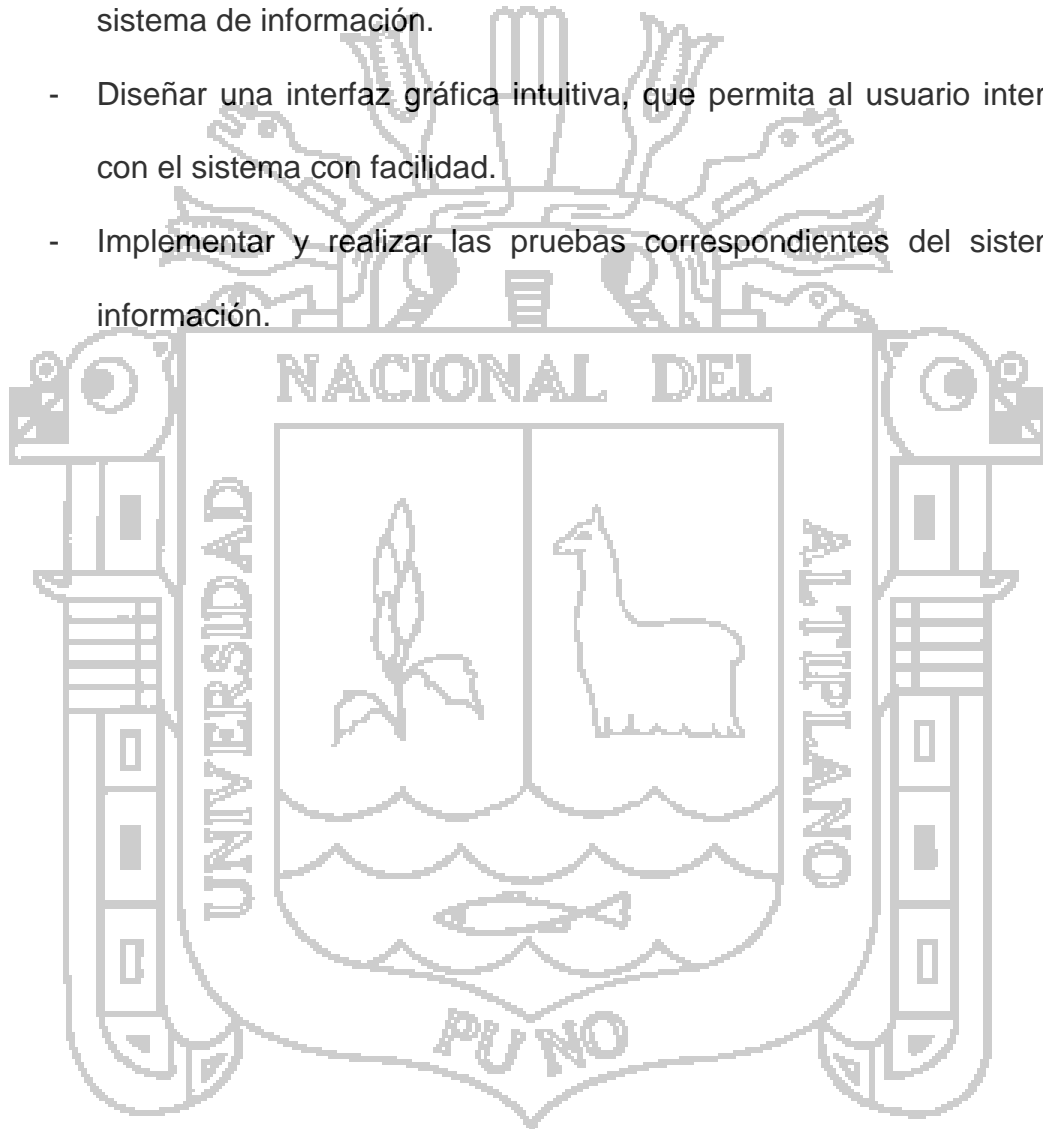 sistema de información.
- Diseñar una interfaz gráfica intuitiva, que permita al usuario inter
con el sistema con facilidad.
- Implementar y realizar las pruebas correspondientes del sister
información.
NACIONAL DEL
UNIVERSIDAD
ALTIPLANO
PUNO